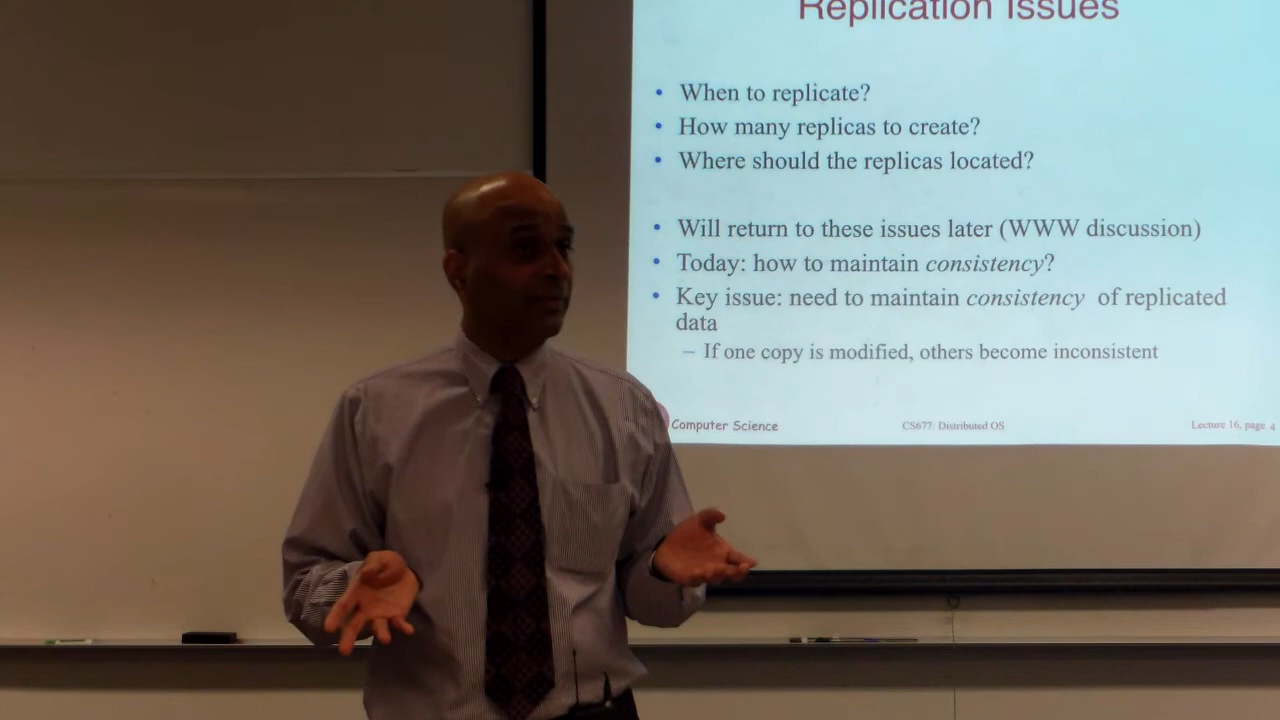 Replication Issues
• When to replicate?
• How many replicas to create?
• Where should the replicas located?
• Will return to these issues later (WWW discussion)
• Today: how to maintain consistency?
• Key issue: need to maintain consistency of replicated
data
– If one copy is modified, others become inconsistent
Computer Science CS677: Distributed OS Lecture 16, page 4